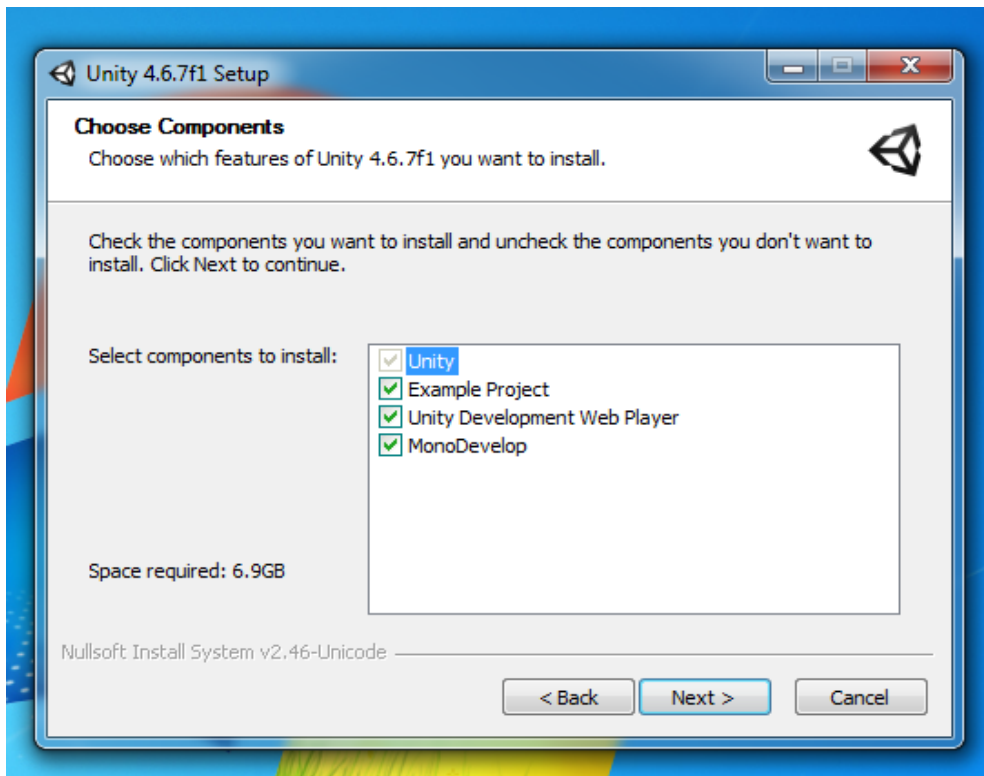 Unity 4.6.7f1 Setup
Choose Components
Choose which features of Unity 4.6.7f1 you want to install.
Check the components you want to install and uncheck the components you don't want to
install. Click Next to continue.
Select components to install:
Unity
Example Project
Unity Development Web Player
MonoDevelop
Space required: 6.9GB
Nullsoft Install System v2.46-Unicode
< Back
Next >
Cancel